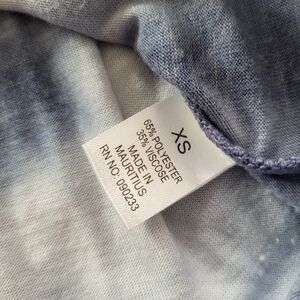 XS
65% POLYESTER
35% VISCOSE
MADE IN
MAURITIUS
RN NO: 090233